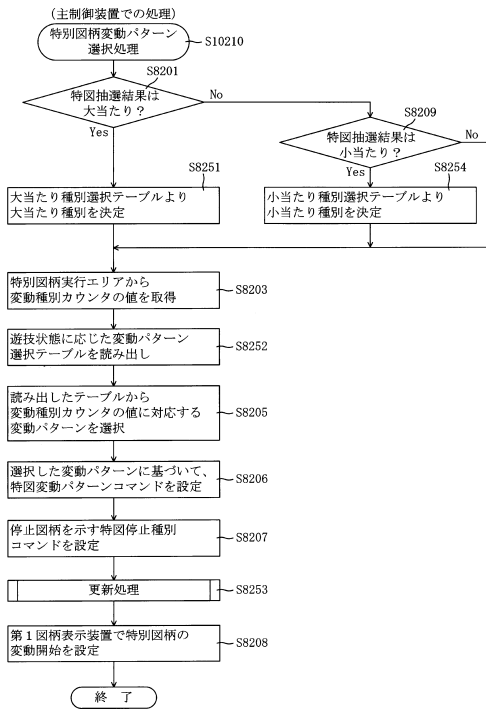 (主制御装置での処理)
特別図柄変動パターン
選択処理
S10210
S8201
特図抽選結果は
大当たり？
No
Yes
S8209
特図抽選結果は
小当たり？
No
Yes
S8251
大当たり種別選択テーブルより
大当たり種別を決定
S8254
小当たり種別選択テーブルより
小当たり種別を決定
特別図柄実行エリアから
変動種別カウンタの値を取得
S8203
遊技状態に応じた変動パターン
選択テーブルを読み出し
S8252
読み出したテーブルから
変動種別カウンタの値に対応する
変動パターンを選択
S8205
選択した変動パターンに基づいて、
特図変動パターンコマンドを設定
S8206
停止図柄を示す特図停止種別
コマンドを設定
S8207
更新処理
S8253
第１図柄表示装置で特別図柄の
変動開始を設定
S8208
終 了